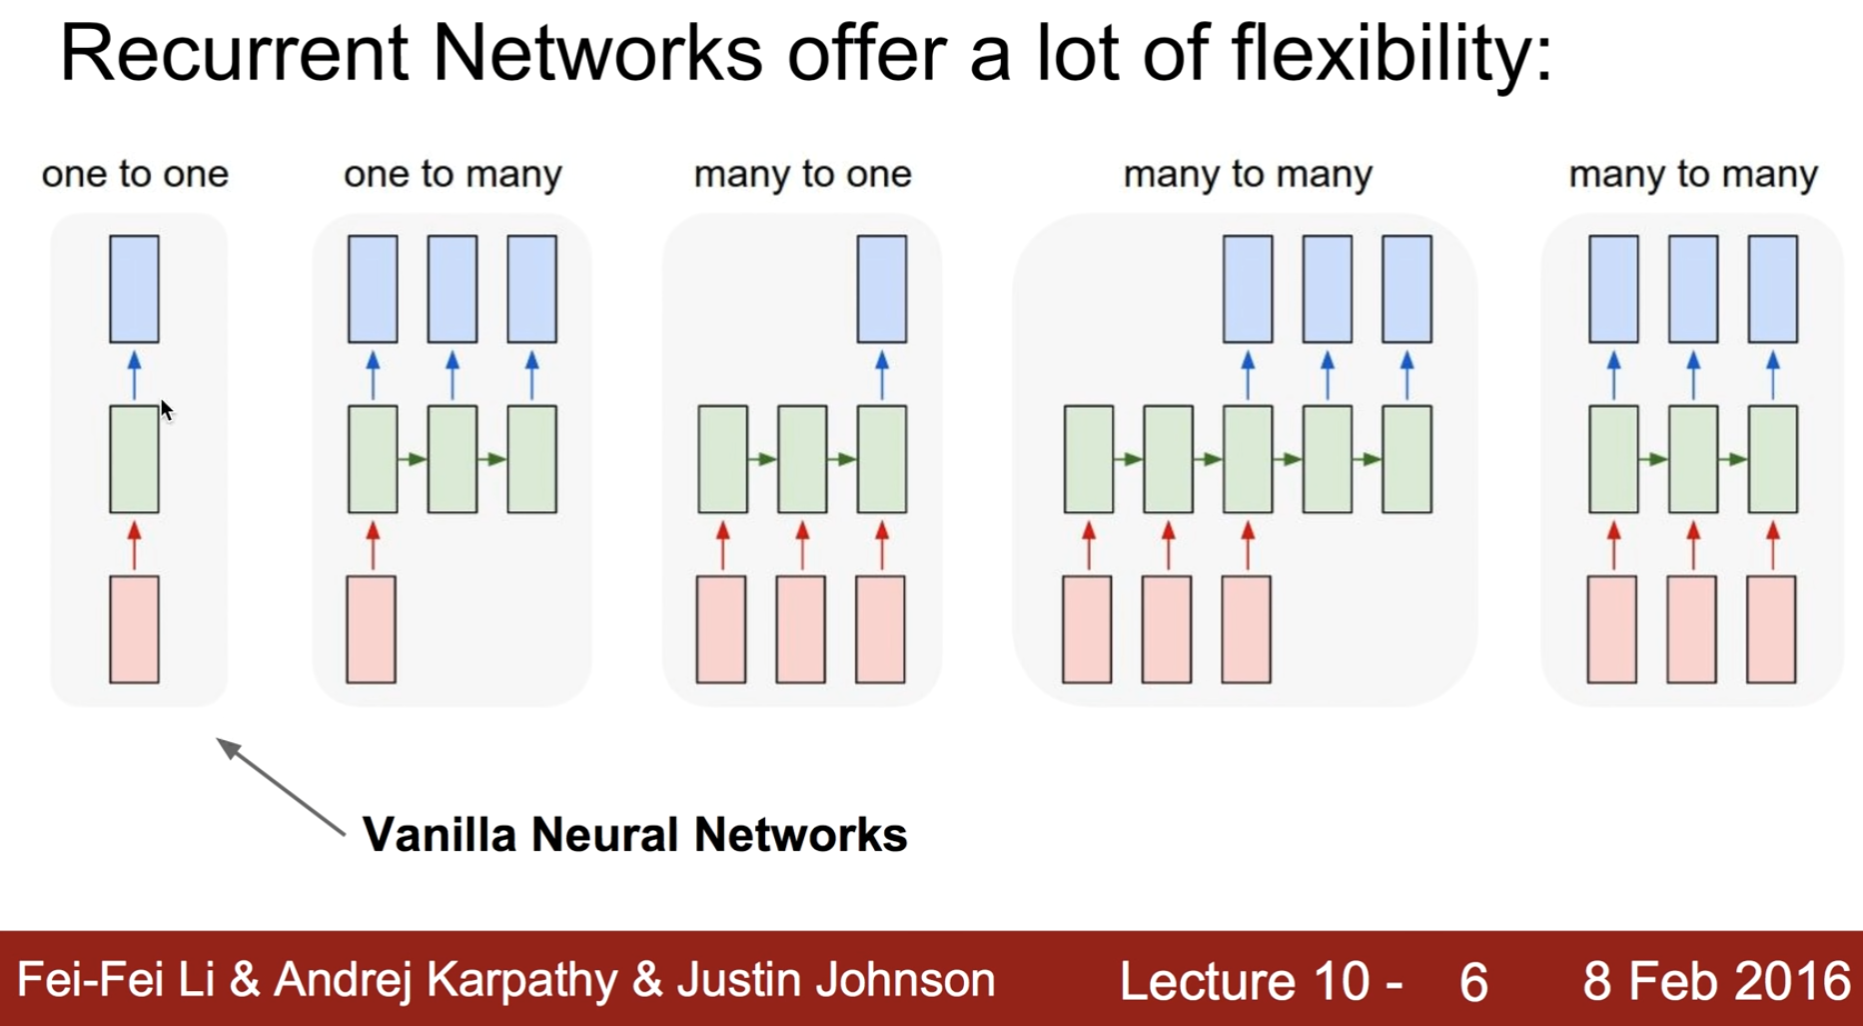 Recurrent Networks offer a lot of flexibility:
one to one
one to many
many to one
many to many
many to many
Vanilla Neural Networks
Fei-Fei Li & Andrej Karpathy & Justin Johnson
Lecture 10 - 6
8 Feb 2016